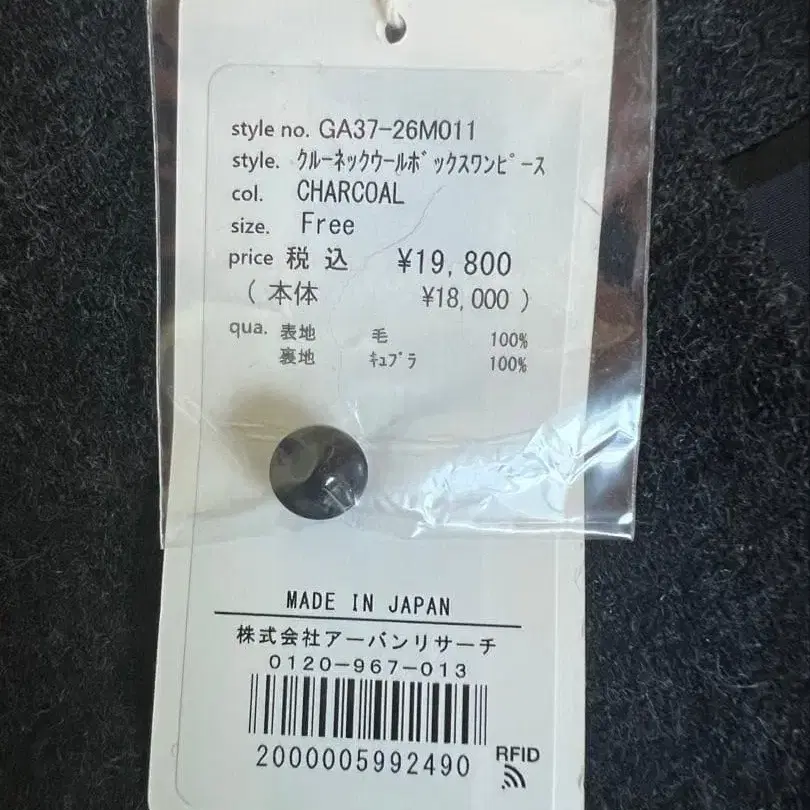 style no. GA37-26M011
style. ｸﾙｰﾈｯｸｳｰﾙﾎﾞｯｸｽﾜﾝﾋﾟｰｽ
col. CHARCOAL
size. Free
price 税込 ¥19,800
( 本体 ¥18,000 )
qua. 表地 毛 100%
裏地 ｷｭﾌﾟﾗ 100%
MADE IN JAPAN
株式会社アーバンリサーチ
0120-967-013
2000005992490
RFID